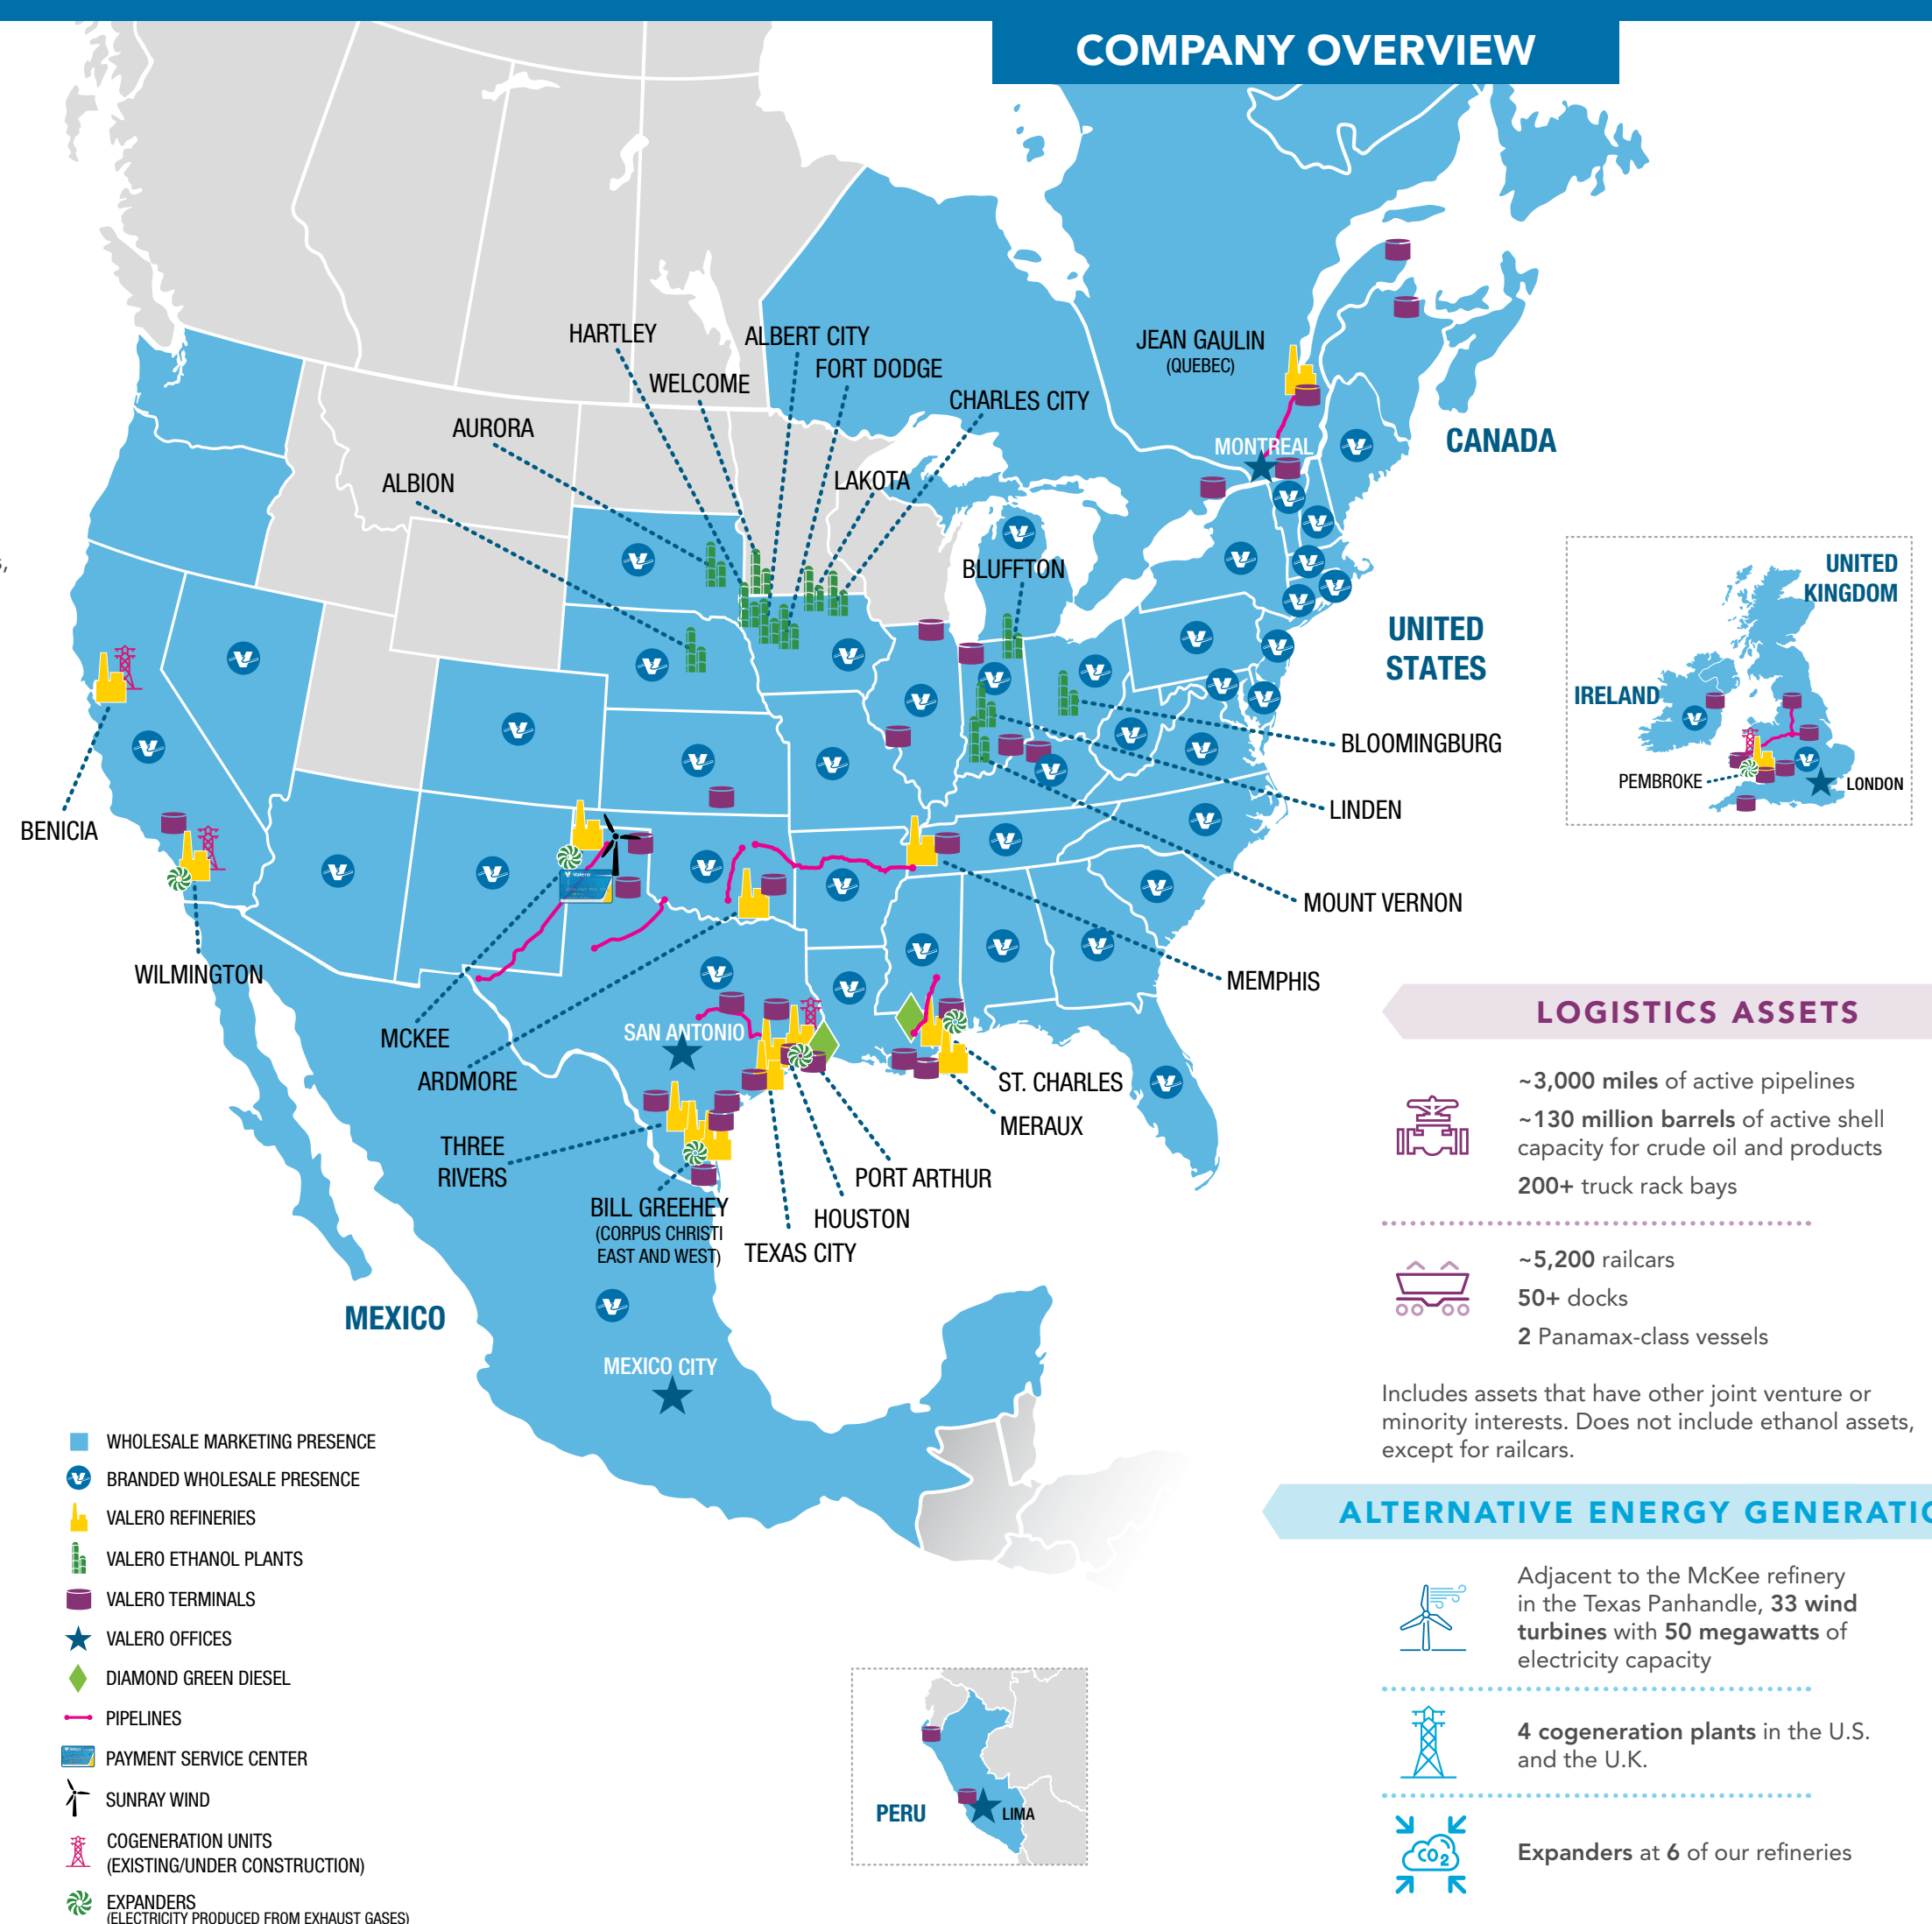 COMPANY OVERVIEW
s,
HARTLEY
ALBERT CITY
WELCOME
FORT DODGE
CHARLES CITY
AURORA
LAKOTA
ALBION
JEAN GAULIN
(QUEBEC)
MONTREAL
CANADA
BLUFFTON
UNITED
STATES
UNITED
KINGDOM
IRELAND
PEMBROKE
LONDON
BENICIA
BLOOMINGBURG
LINDEN
MOUNT VERNON
WILMINGTON
MEMPHIS
MCKEE
ARDMORE
SAN ANTONIO
ST. CHARLES
MERAUX
THREE
RIVERS
PORT ARTHUR
BILL GREEHEY
(CORPUS CHRISTI
EAST AND WEST)
HOUSTON
TEXAS CITY
MEXICO
MEXICO CITY
WHOLESALE MARKETING PRESENCE
BRANDED WHOLESALE PRESENCE
VALERO REFINERIES
VALERO ETHANOL PLANTS
VALERO TERMINALS
VALERO OFFICES
DIAMOND GREEN DIESEL
PIPELINES
PAYMENT SERVICE CENTER
SUNRAY WIND
COGENERATION UNITS
(EXISTING/UNDER CONSTRUCTION)
EXPANDERS
(ELECTRICITY PRODUCED FROM EXHAUST GASES)
PERU
LIMA
LOGISTICS ASSETS
~3,000 miles of active pipelines
~130 million barrels of active shell
capacity for crude oil and products
200+ truck rack bays
~5,200 railcars
50+ docks
2 Panamax-class vessels
Includes assets that have other joint venture or
minority interests. Does not include ethanol assets,
except for railcars.
ALTERNATIVE ENERGY GENERATIO
Adjacent to the McKee refinery
in the Texas Panhandle, 33 wind
turbines with 50 megawatts of
electricity capacity
4 cogeneration plants in the U.S.
and the U.K.
CO2
Expanders at 6 of our refineries